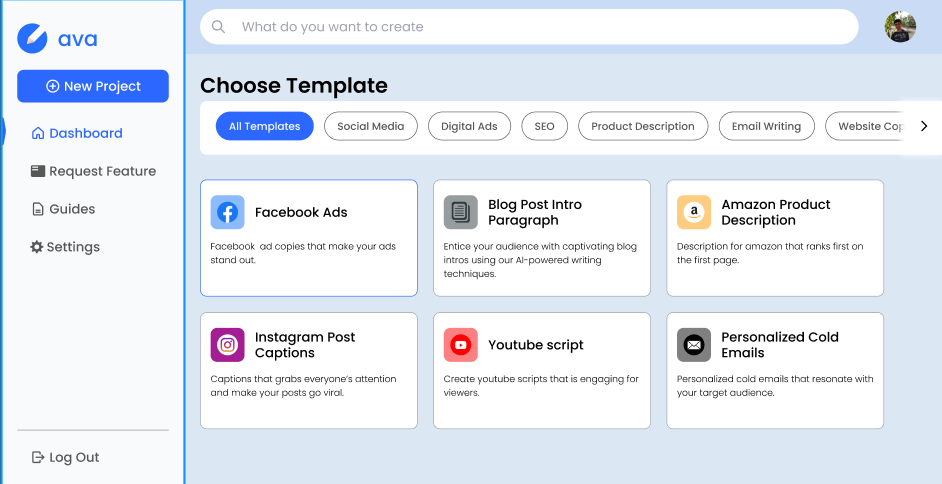 ava
New Project
Dashboard
Request Feature
Guides
Settings
Log Out
What do you want to create
Choose Template
All Templates
Social Media
Digital Ads
SEO
Product Description
Email Writing
Website Cop
Facebook Ads
Facebook ad copies that make your ads
stand out.
Blog Post Intro
Paragraph
Entice your audience with captivating blog
intros using our AI-powered writing
techniques.
Amazon Product
Description
Description for amazon that ranks first on
the first page.
Instagram Post
Captions
Captions that grabs everyone's attention
and make your posts go viral.
Youtube script
Create youtube scripts that is engaging for
viewers.
Personalized Cold
Emails
Personalized cold emails that resonate with
your target audience.